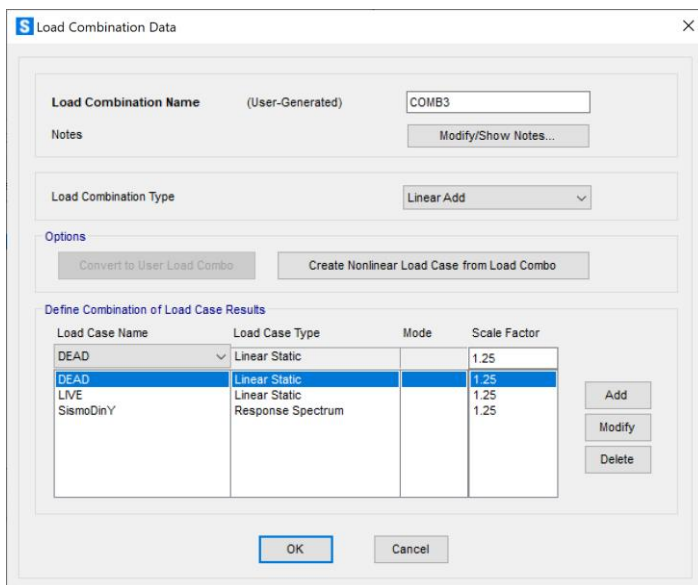 S Load Combination Data
Load Combination Name (User-Generated) COMB3
Notes Modify/Show Notes...
Load Combination Type Linear Add
Options
Convert to User Load Combo Create Nonlinear Load Case from Load Combo
Define Combination of Load Case Results
Load Case Name Load Case Type Mode Scale Factor
DEAD Linear Static 1.25
DEAD Linear Static 1.25
LIVE Linear Static 1.25
SismoDinY Response Spectrum 1.25
Add
Modify
Delete
OK Cancel